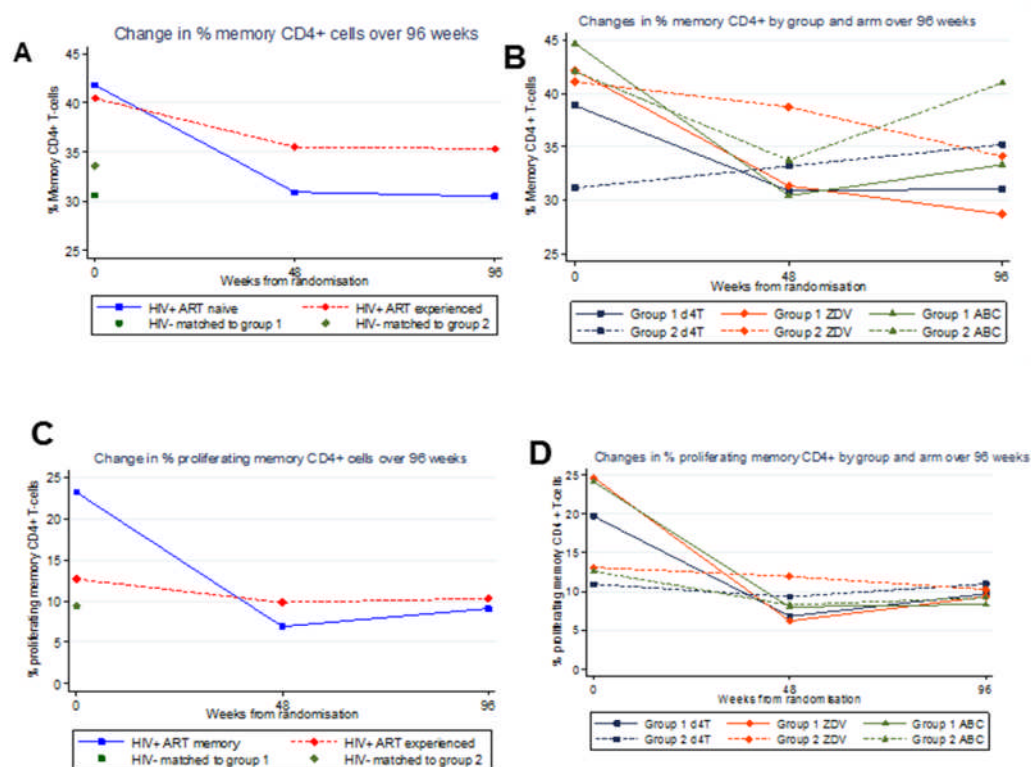 A
Change in % memory CD4+ cells over 96 weeks
% Memory CD4+ T-cells
45
40
35
30
25
0
48
96
Weeks from randomisation
HIV+ ART naive
HIV+ ART experienced
HIV- matched to group 1
HIV- matched to group 2
B
Changes in % memory CD4+ by group and arm over 96 weeks
% Memory CD4+ T-cells
45
40
35
30
25
0
48
96
Weeks from randomisation
Group 1 d4T
Group 1 ZDV
Group 1 ABC
Group 2 d4T
Group 2 ZDV
Group 2 ABC
C
Change in % proliferating memory CD4+ cells over 96 weeks
% proliferating memory CD4+ T-cells
25
20
15
10
5
0
0
48
96
Weeks from randomisation
HIV+ ART memory
HIV+ ART experienced
HIV- matched to group 1
HIV- matched to group 2
D
Changes in % proliferating memory CD4+ by group and arm over 96 weeks
% proliferating memory CD4 + T-cells
25
20
15
10
5
0
0
48
96
Weeks from randomisation
Group 1 d4T
Group 1 ZDV
Group 1 ABC
Group 2 d4T
Group 2 ZDV
Group 2 ABC